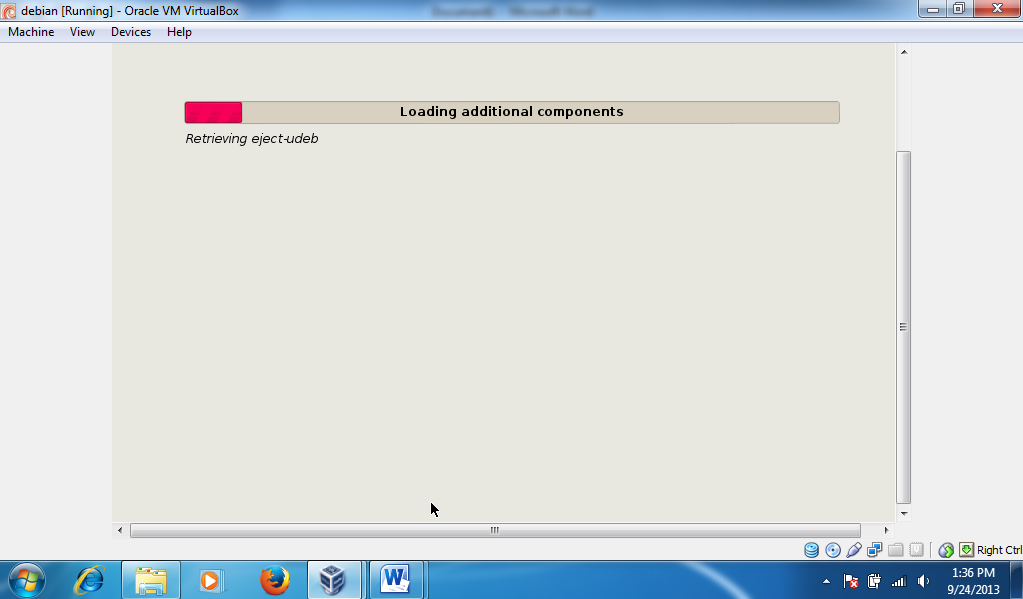 debian [Running] - Oracle VM VirtualBox
Machine View Devices Help
Loading additional components
Retrieving eject-udeb
Right Ctrl
1:36 PM
9/24/2013